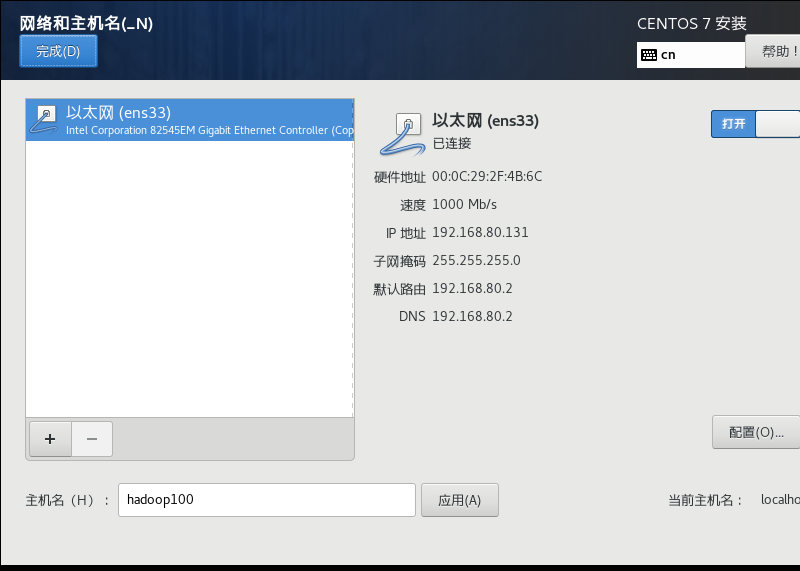 网络和主机名(_N)
CENTOS 7 安装
完成(D)
cn
帮助！
以太网 (ens33)
Intel Corporation 82545EM Gigabit Ethernet Controller (Cop
以太网 (ens33)
已连接
打开
硬件地址 00:0C:29:2F:4B:6C
速度 1000 Mb/s
IP 地址 192.168.80.131
子网掩码 255.255.255.0
默认路由 192.168.80.2
DNS 192.168.80.2
+
−
配置(O)...
主机名（H）：
hadoop100
应用(A)
当前主机名： localho